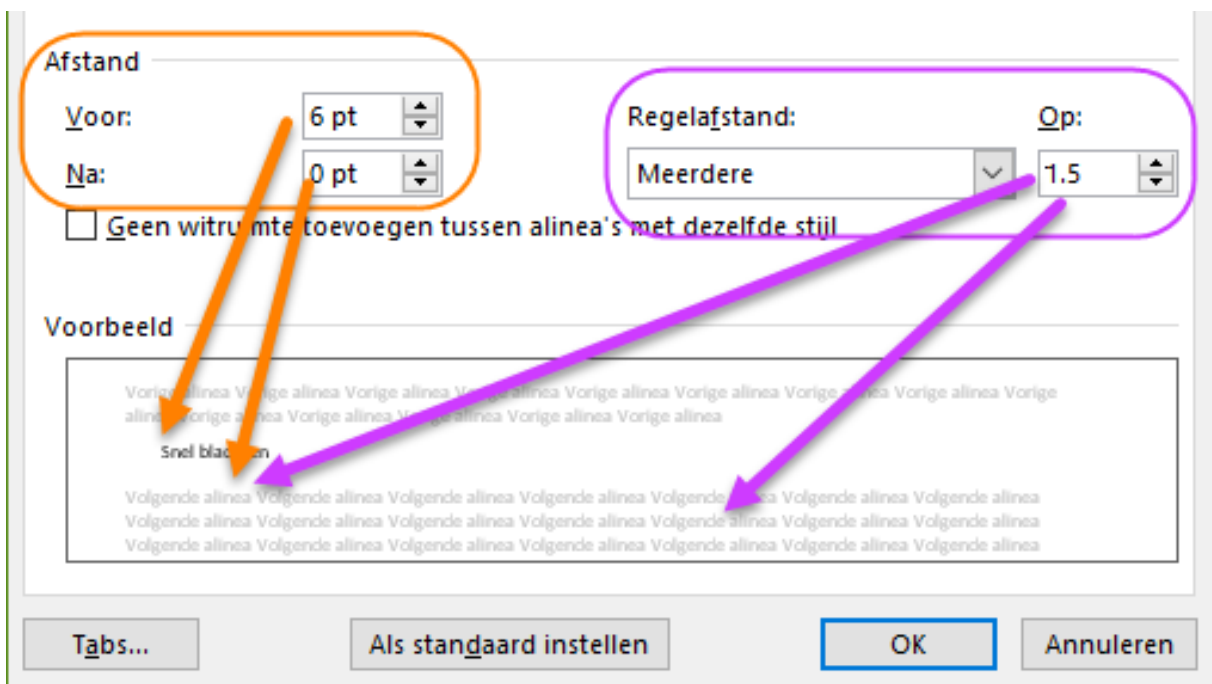 Afstand
Voor: 6 pt Regelafstand: Op:
Na: 0 pt Meerdere 1.5
Geen witruimte toevoegen tussen alinea's met dezelfde stijl
Voorbeeld
Vorige alinea Vorige alinea Vorige alinea Vorige alinea Vorige alinea Vorige alinea Vorige alinea Vorige alinea Vorige
alinea Vorige alinea Vorige alinea Vorige alinea Vorige alinea Vorige alinea
Snel
Volgende alinea Volgende alinea Volgende alinea Volgende alinea Volgende alinea Volgende alinea Volgende alinea
Volgende alinea Volgende alinea Volgende alinea Volgende alinea Volgende alinea Volgende alinea Volgende alinea
Volgende alinea Volgende alinea Volgende alinea Volgende alinea Volgende alinea Volgende alinea Volgende alinea
Tabs... Als standaard instellen OK Annuleren